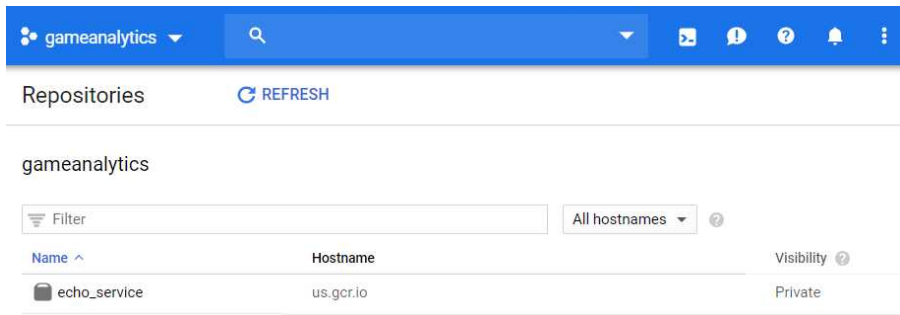 gameanalytics
Repositories REFRESH
gameanalytics
Filter All hostnames
Name Hostname Visibility
echo_service us.gcr.io Private